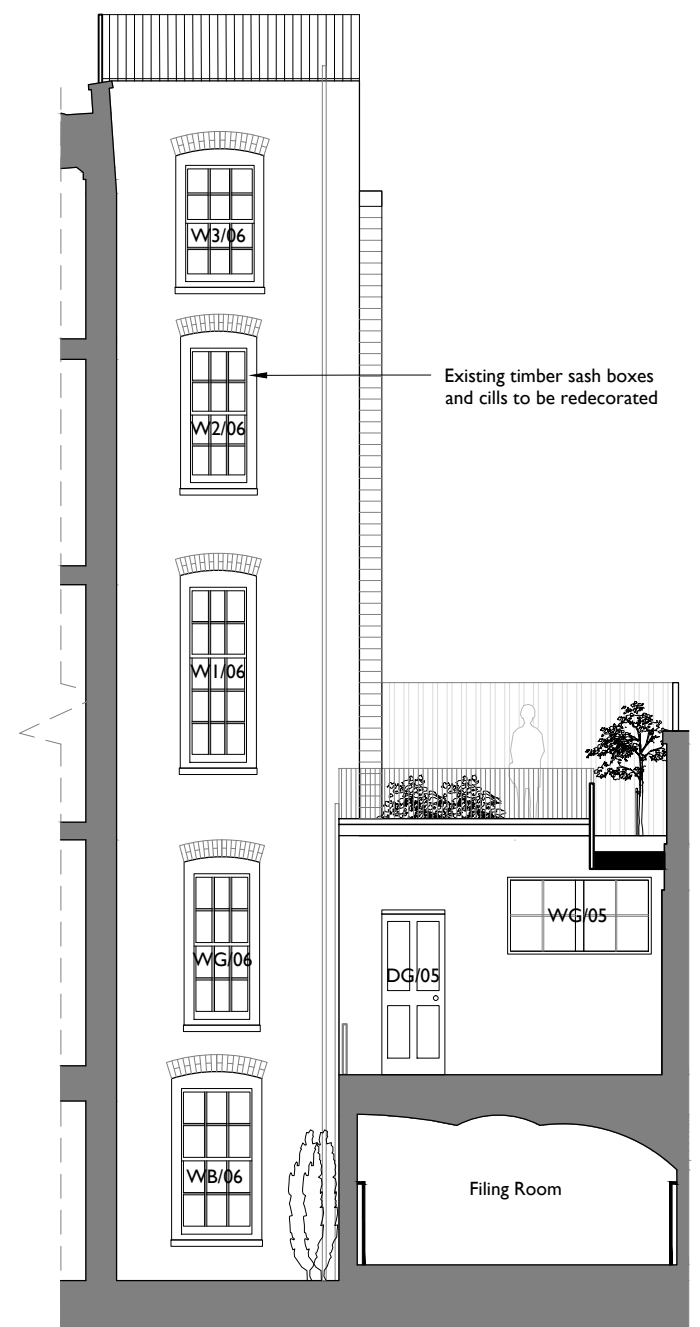 W3/06
Existing timber sash boxes
and cills to be redecorated
W2/06
W1/06
WG/05
WG/06
DG/05
WB/06
Filing Room